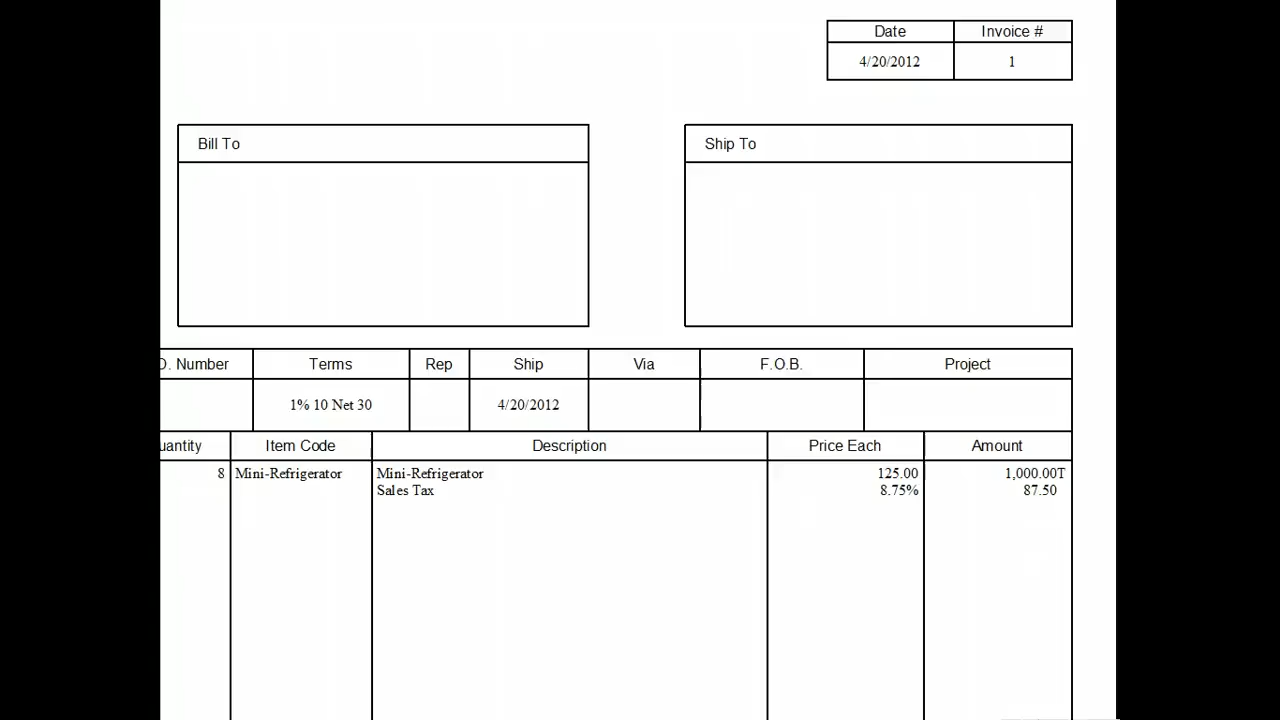 Date Invoice #
4/20/2012 1
Bill To Ship To
Number Terms Rep Ship Via F.O.B. Project
1% 10 Net 30 4/20/2012
Item Code Description Price Each Amount
8 Mini-Refrigerator Mini-Refrigerator 125.00 1,000.00T
Sales Tax 8.75% 87.50